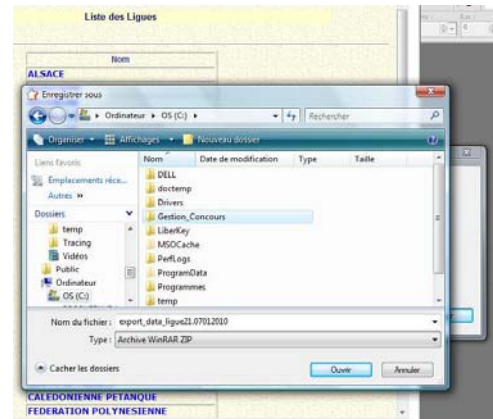 Liste des Ligues
Nom
ALSACE
Enregistrer sous
Ordinateur ▸ OS (C:) ▸
Rechercher
Organiser
Affichages
Nouveau dossier
Liens favoris
Emplacements réce...
Autres »
Dossiers
temp
Tracing
Vidéos
Public
Ordinateur
OS (C:)
Nom Date de modification Type Taille
DELL
doctemp
Drivers
Gestion_Concours
LiberKey
MSOCache
PerfLogs
ProgramData
Programmes
temp
Nom du fichier : export_data_ligue21.07012010
Type : Archive WinRAR ZIP
Cacher les dossiers
Ouvrir
Annuler
CALEDONIENNE PETANQUE
FEDERATION POLYNESIENNE